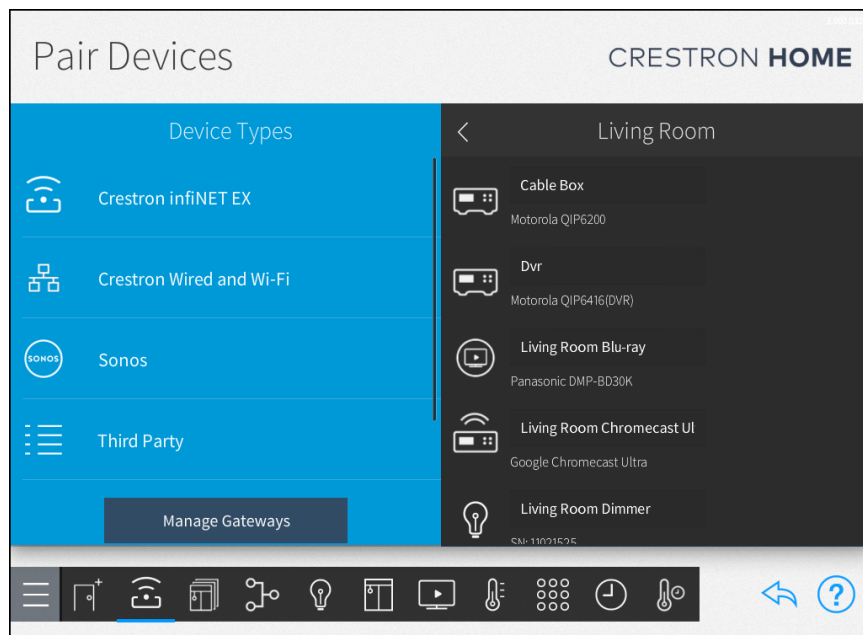 Pair Devices
CRESTRON HOME
Device Types
Crestron infiNET EX
Crestron Wired and Wi-Fi
SONOS
Sonos
Third Party
Manage Gateways
Living Room
Cable Box
Motorola QIP6200
Dvr
Motorola QIP6416(DVR)
Living Room Blu-ray
Panasonic DMP-BD30K
Living Room Chromecast Ul
Google Chromecast Ultra
Living Room Dimmer
SN: 11021525
?